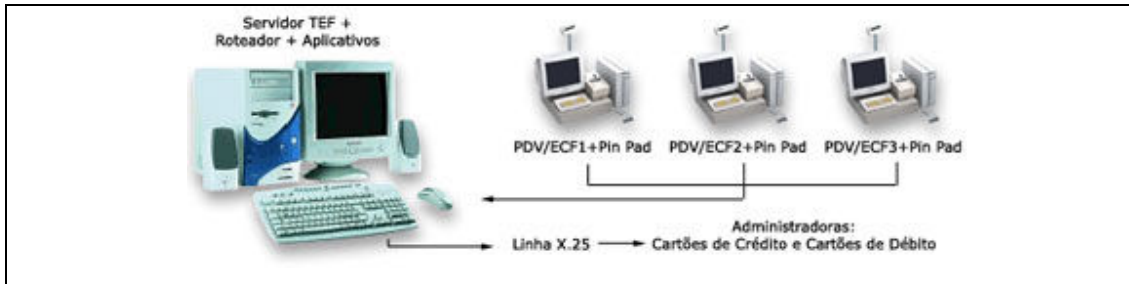 Servidor TEF +
Roteador + Aplicativos
PDV/ECF1+Pin Pad
PDV/ECF2+Pin Pad
PDV/ECF3+Pin Pad
Administradoras:
Linha X.25
Cartões de Crédito e Cartões de Débito